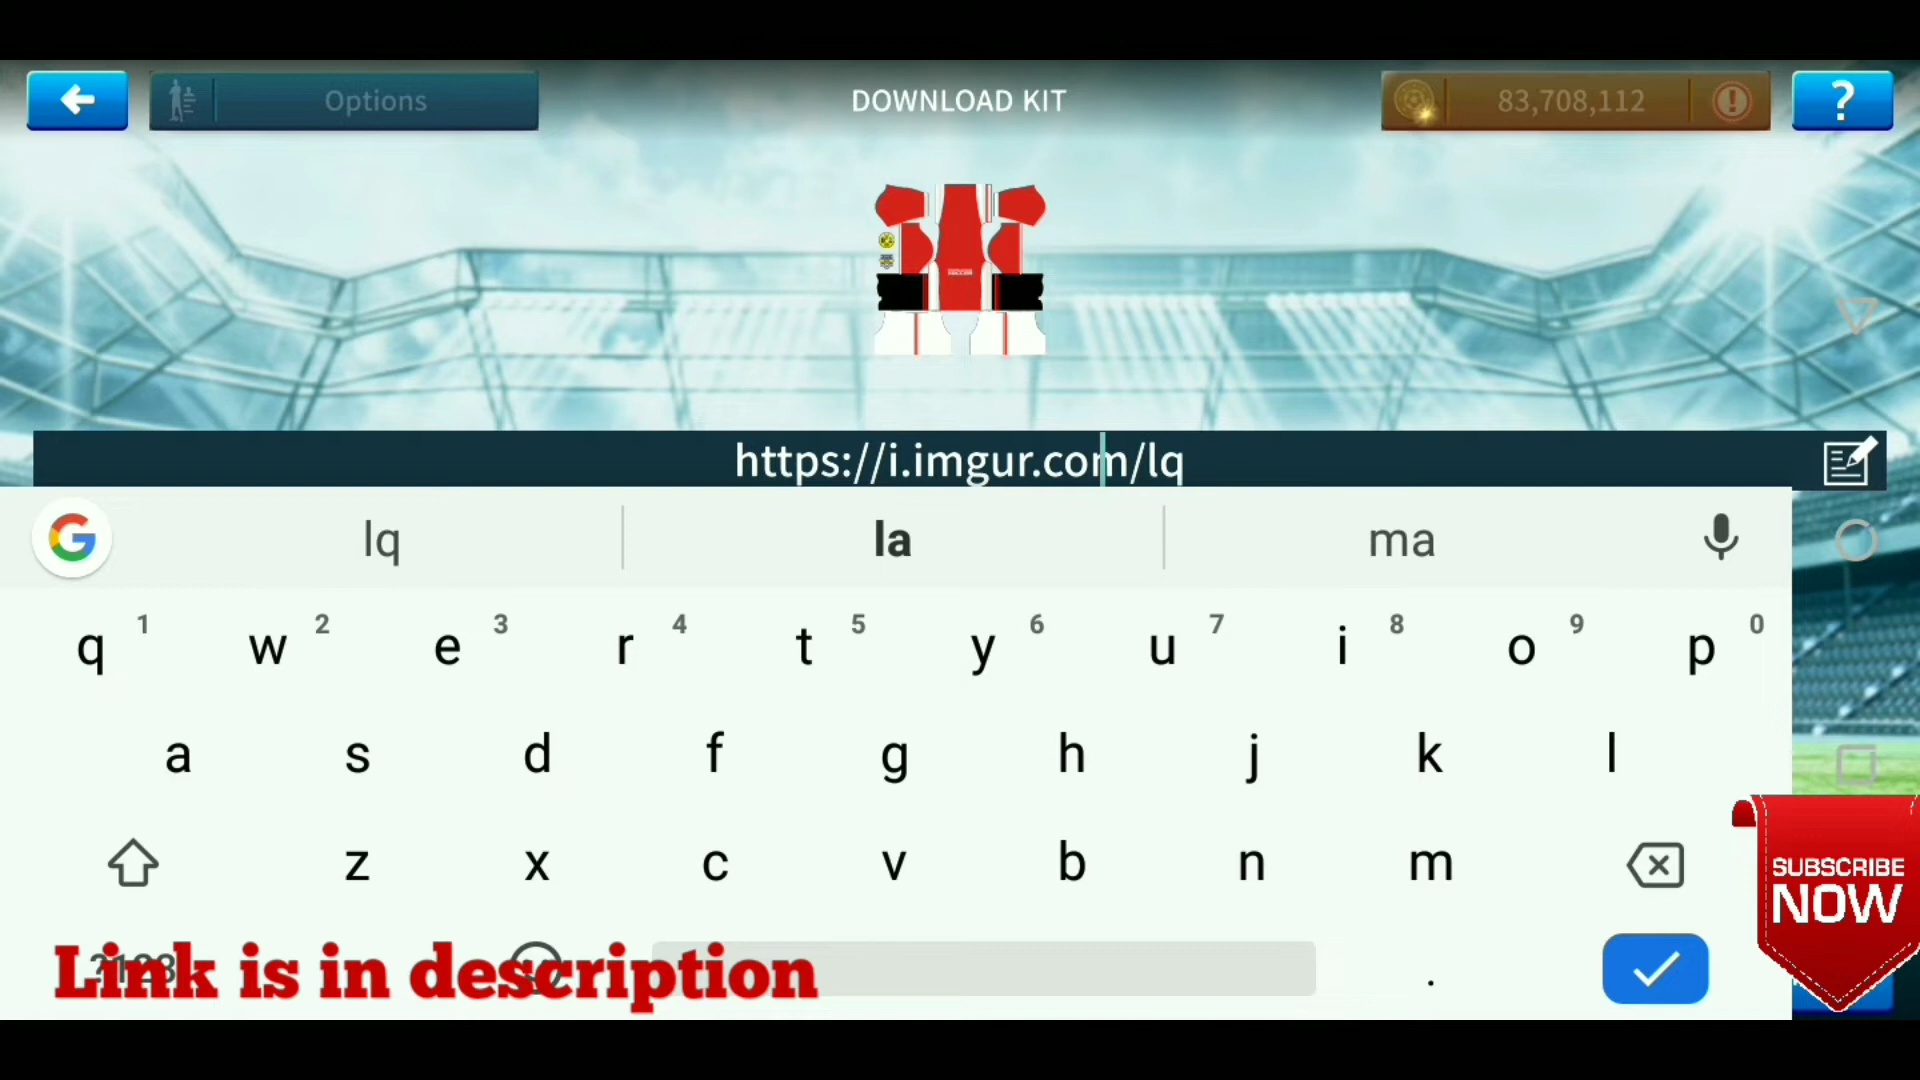 Options
DOWNLOAD KIT
83,708,112
?
https://i.imgur.com/lq
lq la ma
q 1 w 2 e 3 r 4 t 5 y 6 u 7 i 8 o 9 p 0
a s d f g h j k l
z x c v b n m
?123 .
Link is in description
SUBSCRIBE
NOW